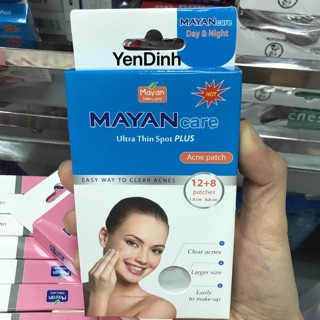 MAYANcare
Day & Night
YenDinh
HOT
Mayan
Skincare
MAYANcare
Ultra Thin Spot PLUS
Acne patch
EASY WAY TO CLEAR ACNES
12+8
patches
Clear acnes
Larger size
Easily
to make-up
Mayan